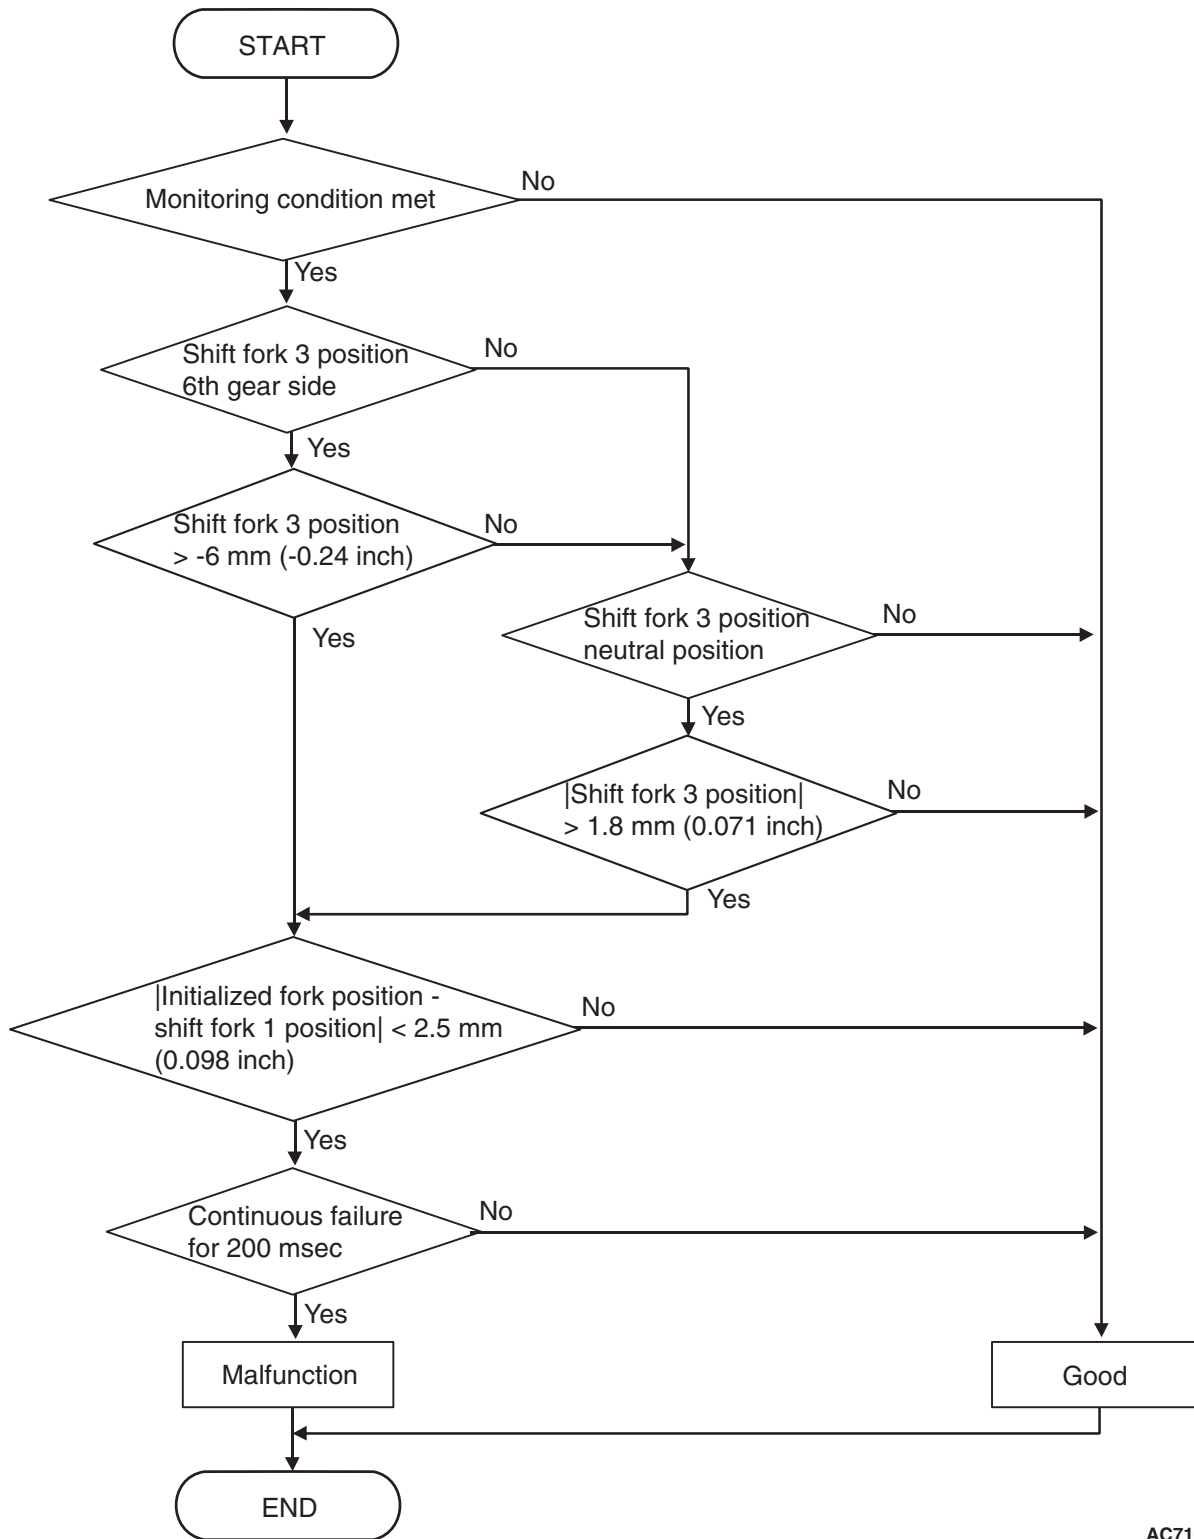 START
Monitoring condition met
No
Yes
Shift fork 3 position
6th gear side
No
Yes
Shift fork 3 position
> -6 mm (-0.24 inch)
No
Yes
Shift fork 3 position
neutral position
No
Yes
|Shift fork 3 position|
> 1.8 mm (0.071 inch)
No
Yes
|Initialized fork position -
shift fork 1 position| < 2.5 mm
(0.098 inch)
No
Yes
Continuous failure
for 200 msec
No
Yes
Malfunction
Good
END
AC71